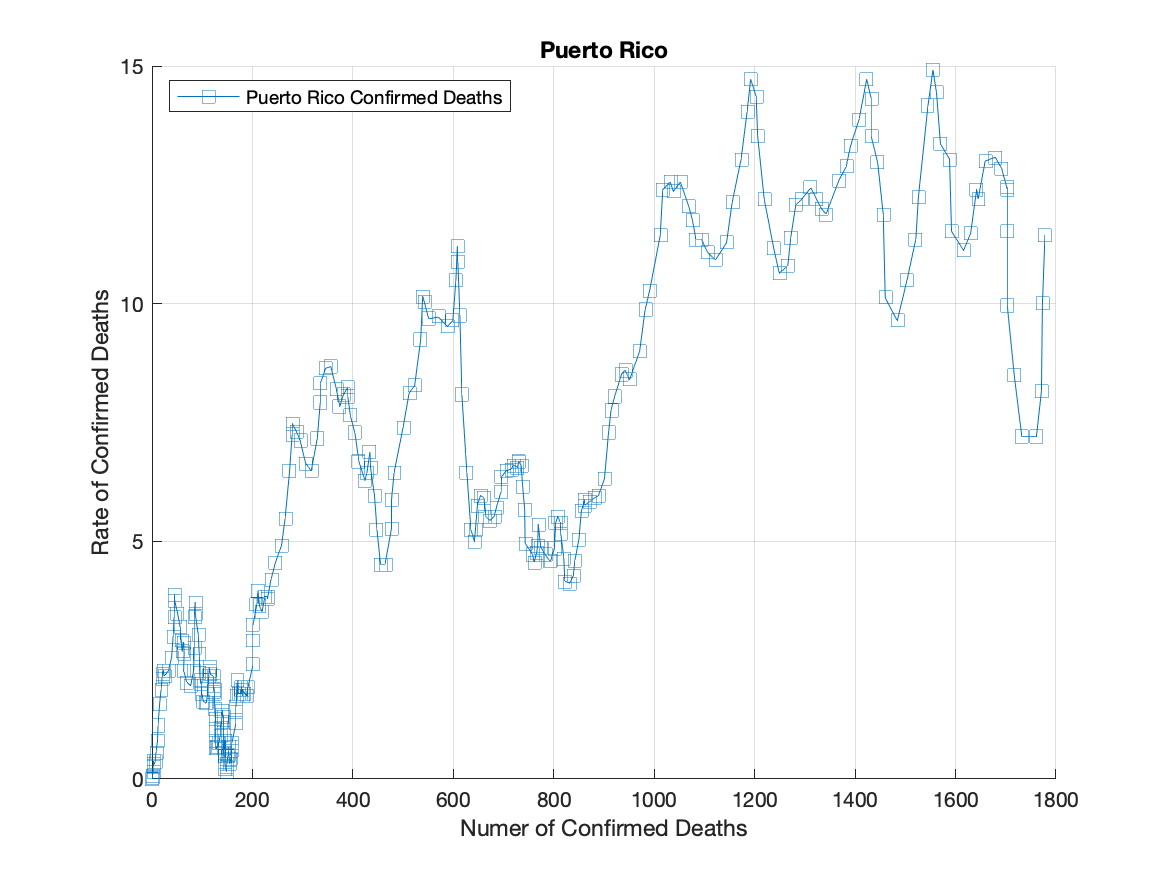 Puerto Rico
Puerto Rico Confirmed Deaths
15
10
5
0
Rate of Confirmed Deaths
0 200 400 600 800 1000 1200 1400 1600 1800
Numer of Confirmed Deaths